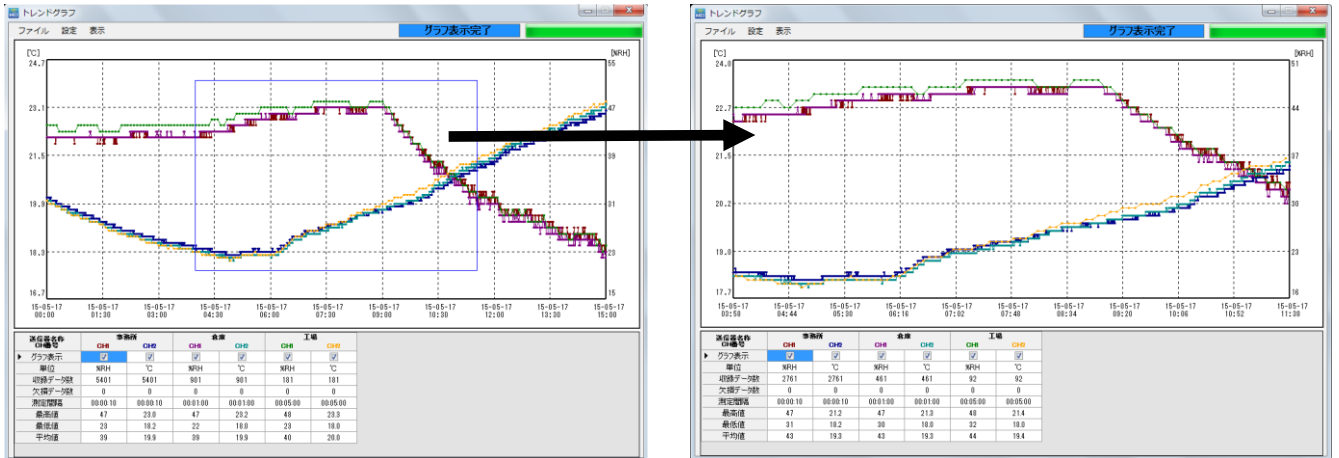 トレンドグラフ
ファイル 設定 表示
グラフ表示完了
[℃] [%RH]
24.7 55
23.1 47
21.5 39
19.9 31
18.3 23
16.7 15
15-05-17 15-05-17 15-05-17 15-05-17 15-05-17 15-05-17 15-05-17 15-05-17 15-05-17 15-05-17 15-05-17
00:00 01:30 03:00 04:30 06:00 07:30 09:00 10:30 12:00 13:30 15:00
送信器名称 事務所 倉庫 工場
CH番号 CH1 CH2 CH1 CH2 CH1 CH2
グラフ表示
単位 %RH ℃ %RH ℃ %RH ℃
収録データ数 5401 5401 901 901 181 181
欠損データ数 0 0 0 0 0 0
測定間隔 00:00:10 00:00:10 00:01:00 00:01:00 00:05:00 00:05:00
最高値 47 23.0 47 23.2 48 23.3
最低値 23 18.2 22 18.0 23 18.0
平均値 39 19.9 39 19.9 40 20.0
トレンドグラフ
ファイル 設定 表示
グラフ表示完了
[℃] [%RH]
24.0 51
22.7 44
21.5 37
20.2 30
19.0 23
17.7 16
15-05-17 15-05-17 15-05-17 15-05-17 15-05-17 15-05-17 15-05-17 15-05-17 15-05-17 15-05-17 15-05-17
03:58 04:44 05:30 06:16 07:02 07:48 08:34 09:20 10:06 10:52 11:38
送信器名称 事務所 倉庫 工場
CH番号 CH1 CH2 CH1 CH2 CH1 CH2
グラフ表示
単位 %RH ℃ %RH ℃ %RH ℃
収録データ数 2761 2761 461 461 92 92
欠損データ数 0 0 0 0 0 0
測定間隔 00:00:10 00:00:10 00:01:00 00:01:00 00:05:00 00:05:00
最高値 47 21.2 47 21.3 48 21.4
最低値 31 18.2 30 18.0 32 18.0
平均値 43 19.3 43 19.3 44 19.4